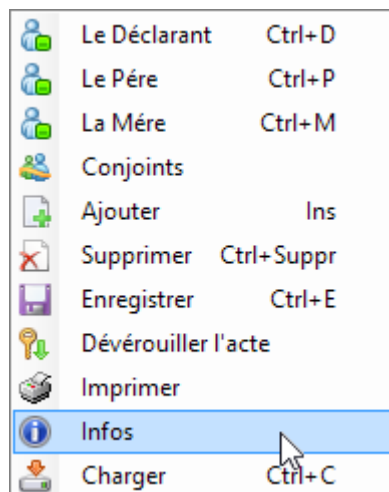 Le Déclarant Ctrl+D
Le Pére Ctrl+P
La Mére Ctrl+M
Conjoints
Ajouter Ins
Supprimer Ctrl+Suppr
Enregistrer Ctrl+E
Dévérouiller l'acte
Imprimer
Infos
Charger Ctrl+C